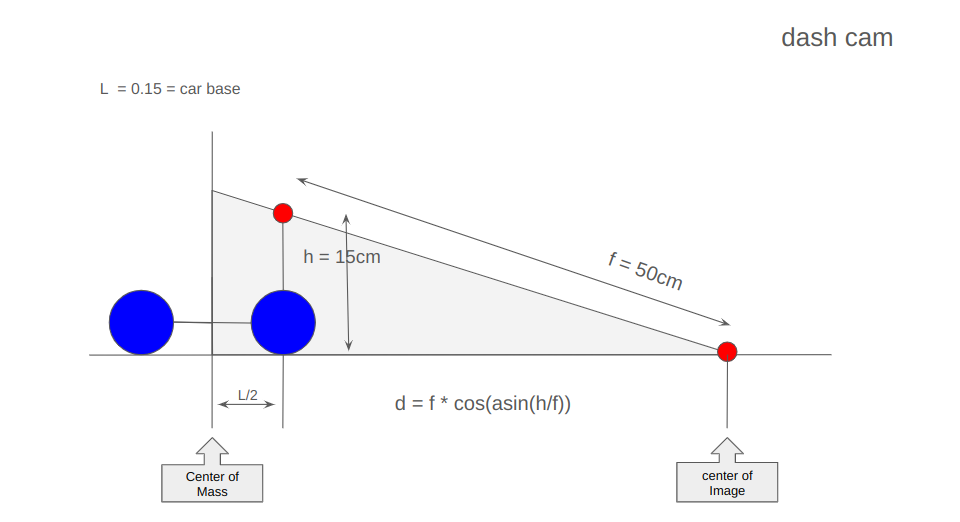 dash cam
L = 0.15 = car base
h = 15cm
f = 50cm
L/2
d = f * cos(asin(h/f))
Center of
Mass
center of
Image